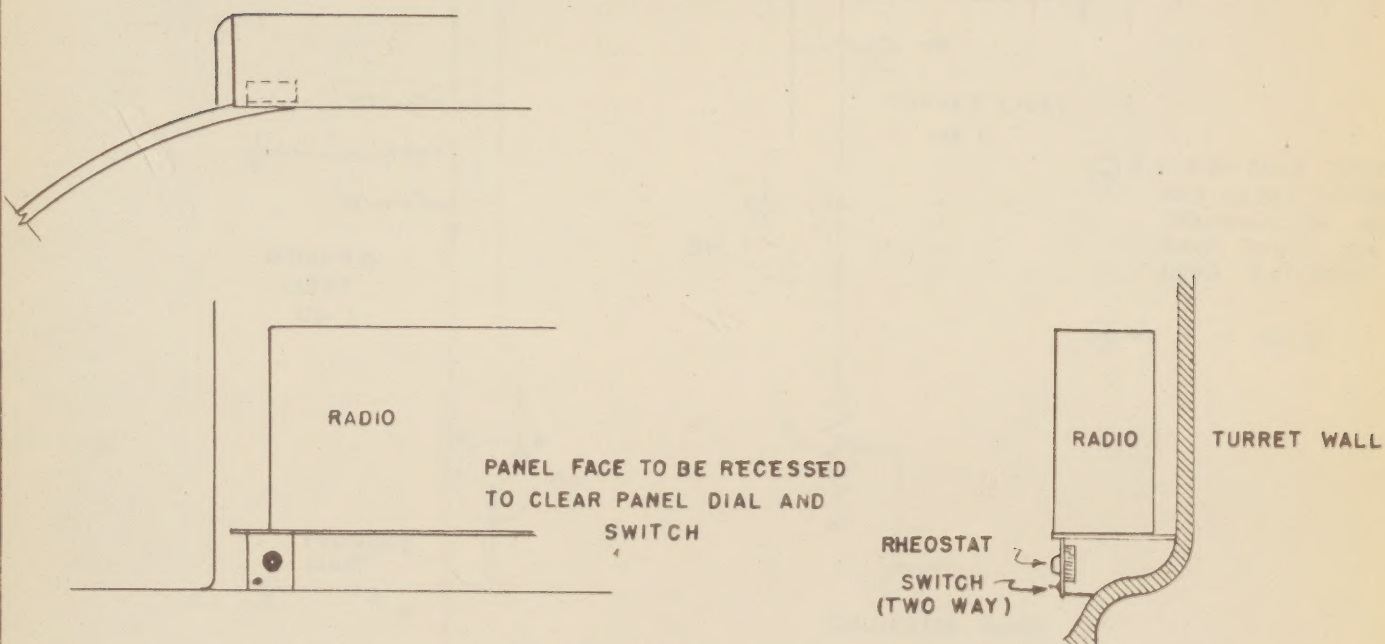 RADIO
PANEL FACE TO BE RECESSED
TO CLEAR PANEL DIAL AND
SWITCH
RADIO
TURRET WALL
RHEOSTAT
SWITCH
(TWO WAY)